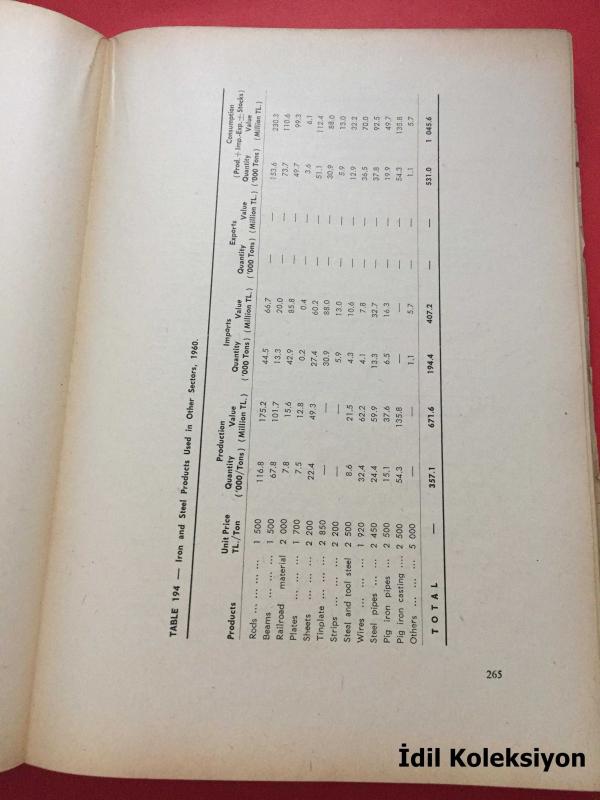 TABLE 194 — Iron and Steel Products Used in Other Sectors, 1960.
Production Imports Exports Consumption
(Prod.+Imp.-Exp.±Stocks)
Products Unit Price Quantity Value Quantity Value Quantity Value Quantity Value
TL./Ton ('000/Tons) (Million TL.) ('000 Tons) (Million TL.) ('000 Tons) (Million TL.) ('000 Tons) (Million TL.)
Rods ... ... ... ... 1 500 116.8 175.2 44.5 66.7 — — 153.6 230.3
Beams ... ... ... 1 500 67.8 101.7 13.3 20.0 — — 73.7 110.6
Railroad material 2 000 7.8 15.6 42.9 85.8 — — 49.7 99.3
Plates ... ... ... 1 700 7.5 12.8 0.2 0.4 — — 3.6 6.1
Sheets ... ... ... 2 200 22.4 49.3 27.4 60.2 — — 51.1 112.4
Tinplate ... ... ... 2 850 — — 30.9 88.0 — — 30.9 88.0
Strips ... ... ... 2 200 — — 5.9 13.0 — — 5.9 13.0
Steel and tool steel 2 500 8.6 21.5 4.3 10.6 — — 12.9 32.2
Wires ... ... ... 1 920 32.4 62.2 4.1 7.8 — — 36.5 70.0
Steel pipes ... ... 2 450 24.4 59.9 13.3 32.7 — — 37.8 92.5
Pig iron pipes ... 2 500 15.1 37.6 6.5 16.3 — — 19.9 49.7
Pig iron casting .... 2 500 54.3 135.8 — — — — 54.3 135.8
Others ... ... ... 5 000 — — 1.1 5.7 — — 1.1 5.7
TOTAL — 357.1 671.6 194.4 407.2 — — 531.0 1 045.6
265
İdil Koleksiyon